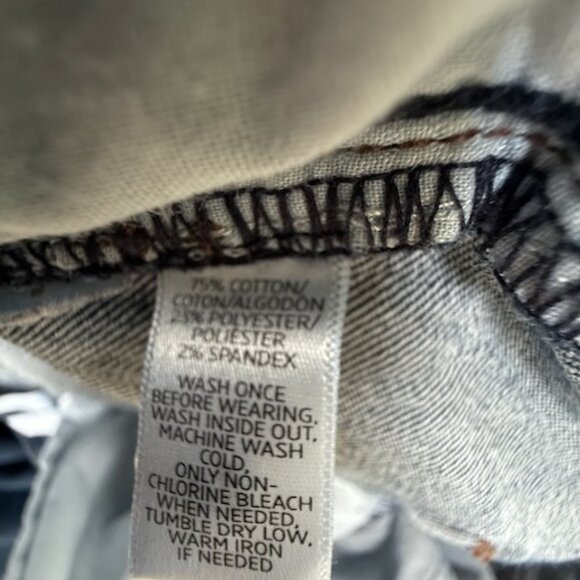 75% COTTON/
COTON/ALGODON
23% POLYESTER/
POLIÉSTER
2% SPANDEX
WASH ONCE
BEFORE WEARING.
WASH INSIDE OUT.
MACHINE WASH
COLD.
ONLY NON-
CHLORINE BLEACH
WHEN NEEDED.
TUMBLE DRY LOW.
WARM IRON
IF NEEDED